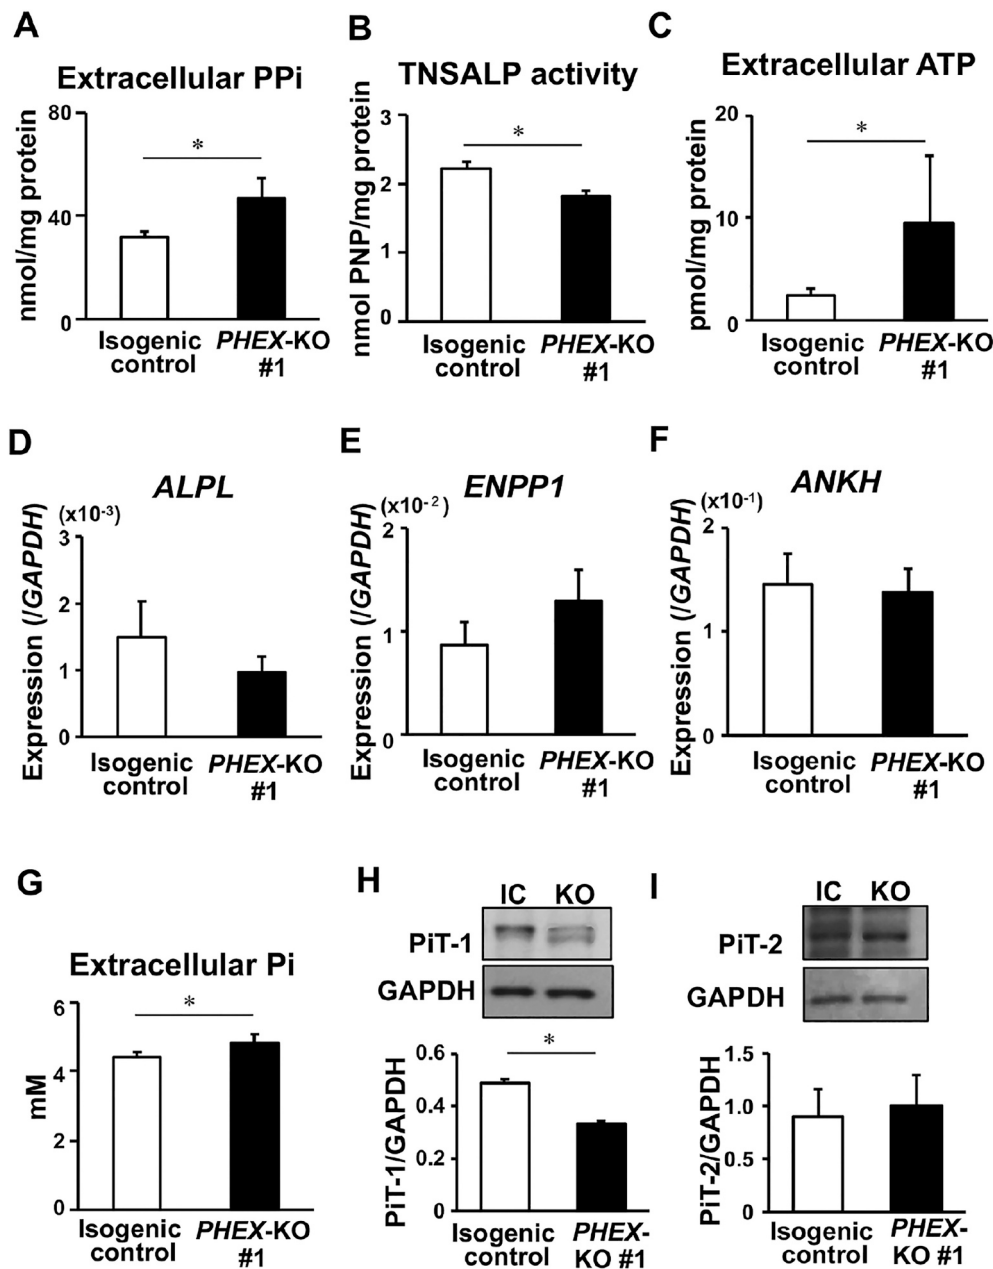 A
Extracellular PPi
nmol/mg protein
80
40
0
*
Isogenic control
PHEX-KO #1
B
TNSALP activity
nmol PNP/mg protein
3
2
1
0
*
Isogenic control
PHEX-KO #1
C
Extracellular ATP
pmol/mg protein
20
10
0
*
Isogenic control
PHEX-KO #1
D
ALPL
(x10-3)
Expression (/GAPDH)
3
2
1
0
Isogenic control
PHEX-KO #1
E
ENPP1
(x10-2)
Expression (/GAPDH)
2
1
0
Isogenic control
PHEX-KO #1
F
ANKH
(x10-1)
Expression (/GAPDH)
2
1
0
Isogenic control
PHEX-KO #1
G
Extracellular Pi
mM
6
4
2
0
*
Isogenic control
PHEX-KO #1
H
IC KO
PiT-1
GAPDH
PiT-1/GAPDH
0.6
0.4
0.2
0
*
Isogenic control
PHEX-KO #1
I
IC KO
PiT-2
GAPDH
PiT-2/GAPDH
1.5
1.0
0.5
0
Isogenic control
PHEX-KO #1